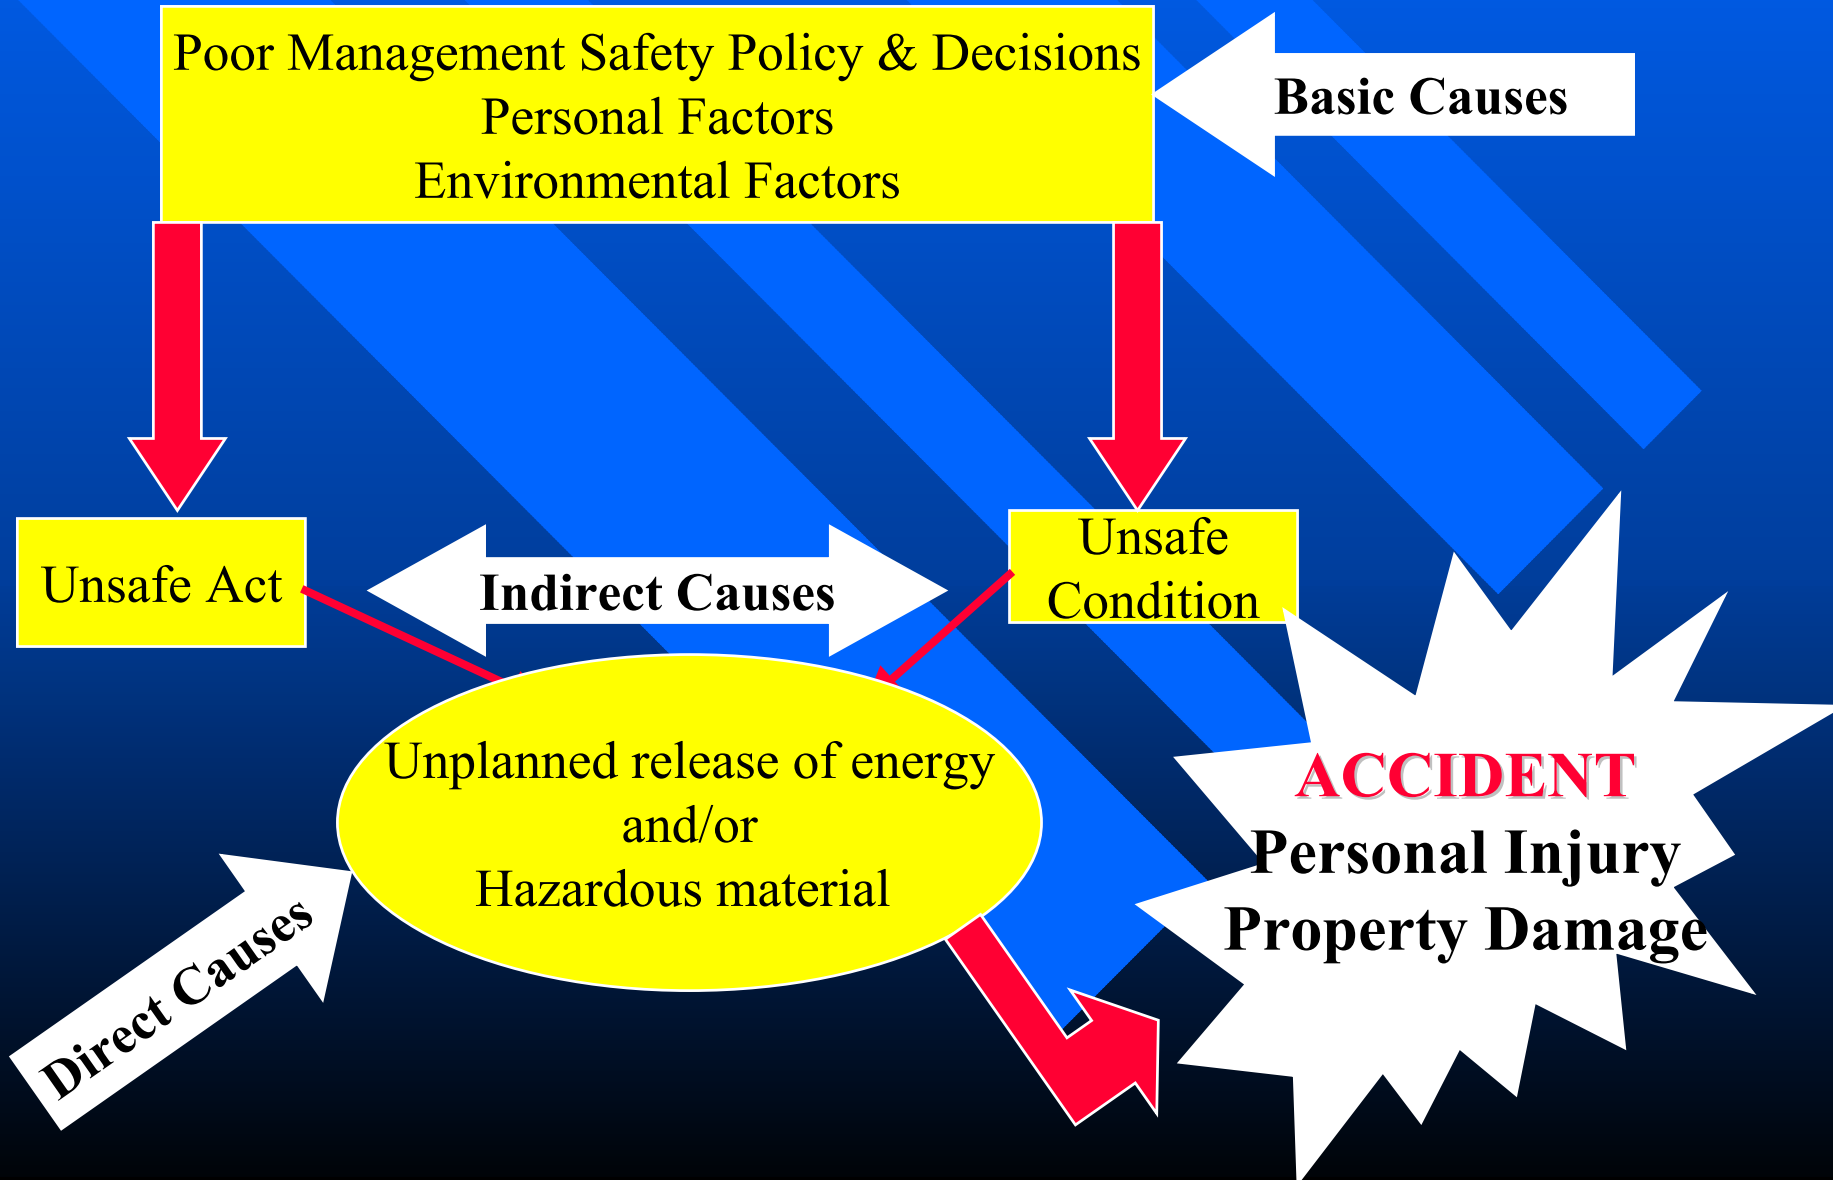 Poor Management Safety Policy & Decisions
Personal Factors
Environmental Factors
Basic Causes
Unsafe Act
Indirect Causes
Unsafe
Condition
Unplanned release of energy
and/or
Hazardous material
Direct Causes
ACCIDENT
Personal Injury
Property Damage